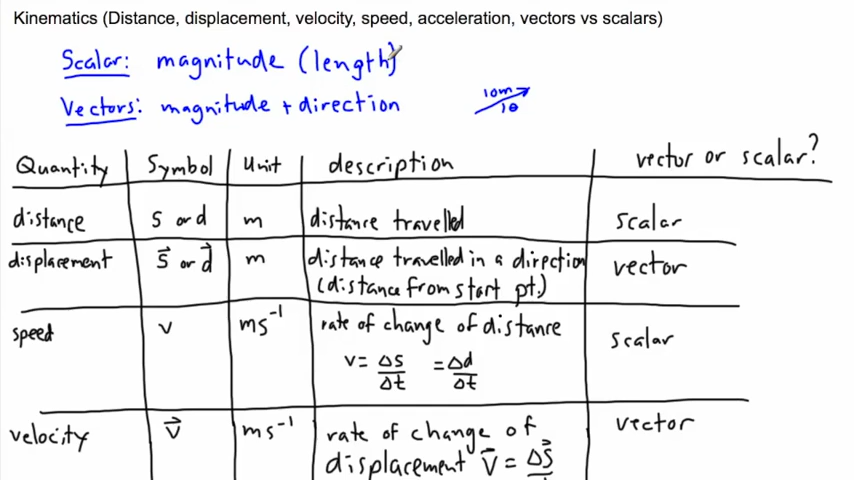 Kinematics (Distance, displacement, velocity, speed, acceleration, vectors vs scalars)
Scalar: magnitude (length)
Vectors: magnitude + direction 10m θ
Quantity Symbol Unit description vector or scalar?
distance s or d m distance travelled scalar
displacement s⃗ or d⃗ m distance travelled in a direction vector
(distance from start pt.)
speed v ms⁻¹ rate of change of distance scalar
v = Δs/Δt = Δd/Δt
velocity v⃗ ms⁻¹ rate of change of vector
displacement v⃗ = Δs⃗